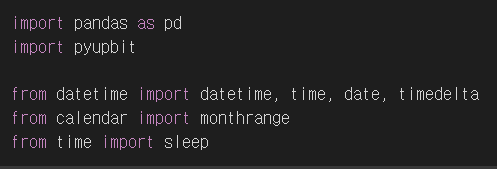 import pandas as pd
import pyupbit
from datetime import datetime, time, date, timedelta
from calendar import monthrange
from time import sleep